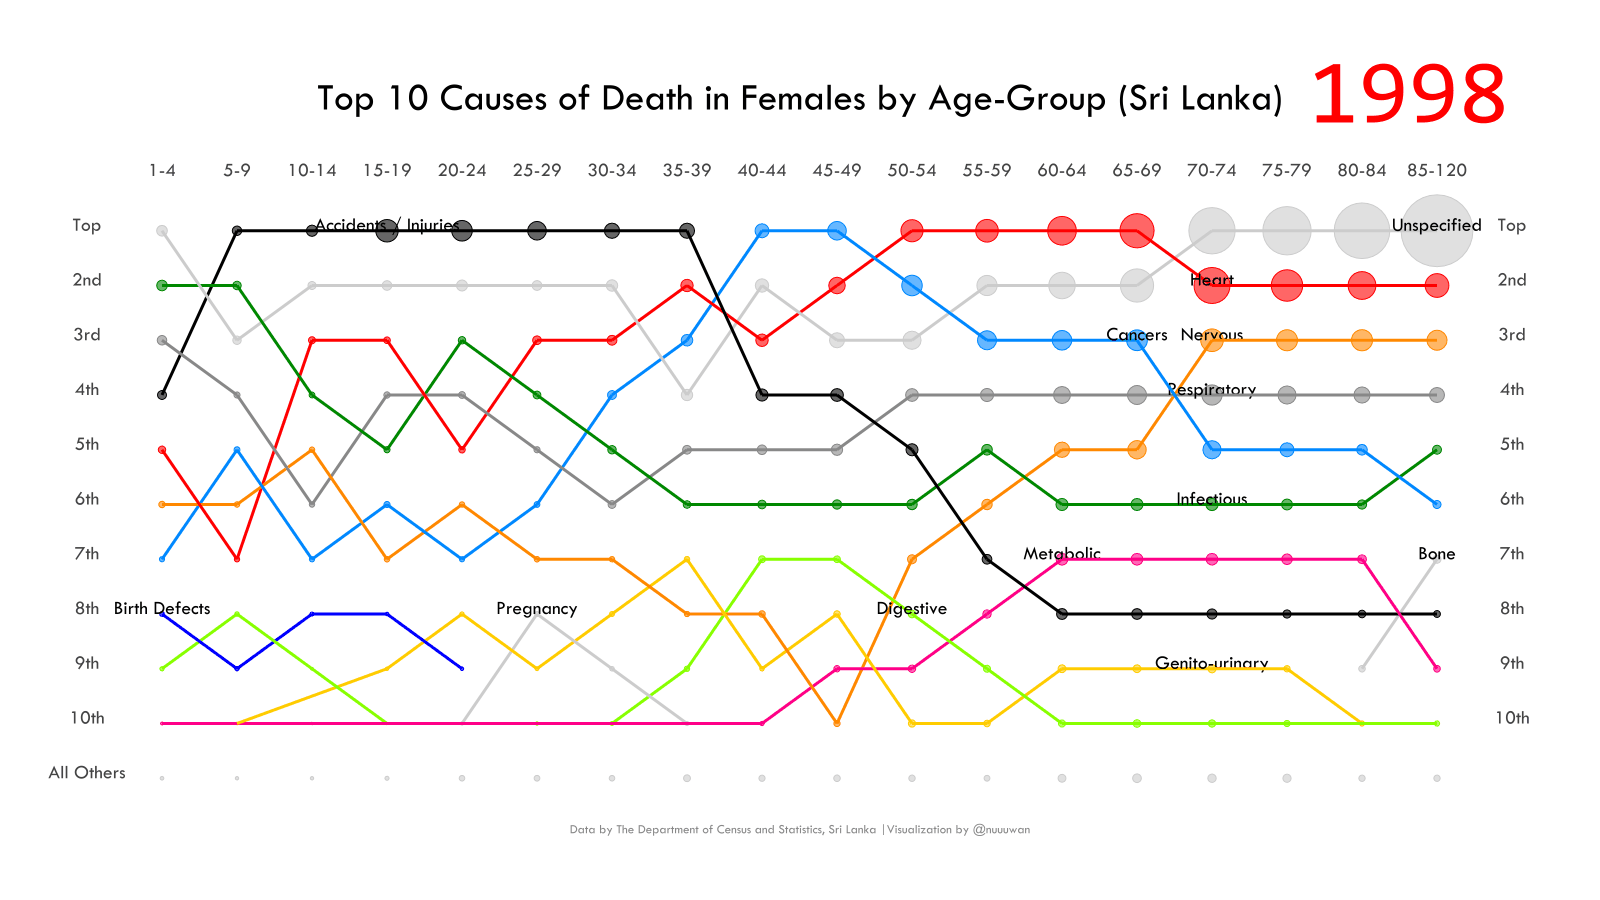 Top 10 Causes of Death in Females by Age-Group (Sri Lanka) 1998
1-4 5-9 10-14 15-19 20-24 25-29 30-34 35-39 40-44 45-49 50-54 55-59 60-64 65-69 70-74 75-79 80-84 85-120
Top Accidents / Injuries Unspecified Top
2nd Heart 2nd
3rd Cancers Nervous 3rd
4th Respiratory 4th
5th 5th
6th Infectious 6th
7th Metabolic Bone 7th
8th Birth Defects Pregnancy Digestive 8th
9th Genito-urinary 9th
10th 10th
All Others
Data by The Department of Census and Statistics, Sri Lanka | Visualization by @nuuuwan